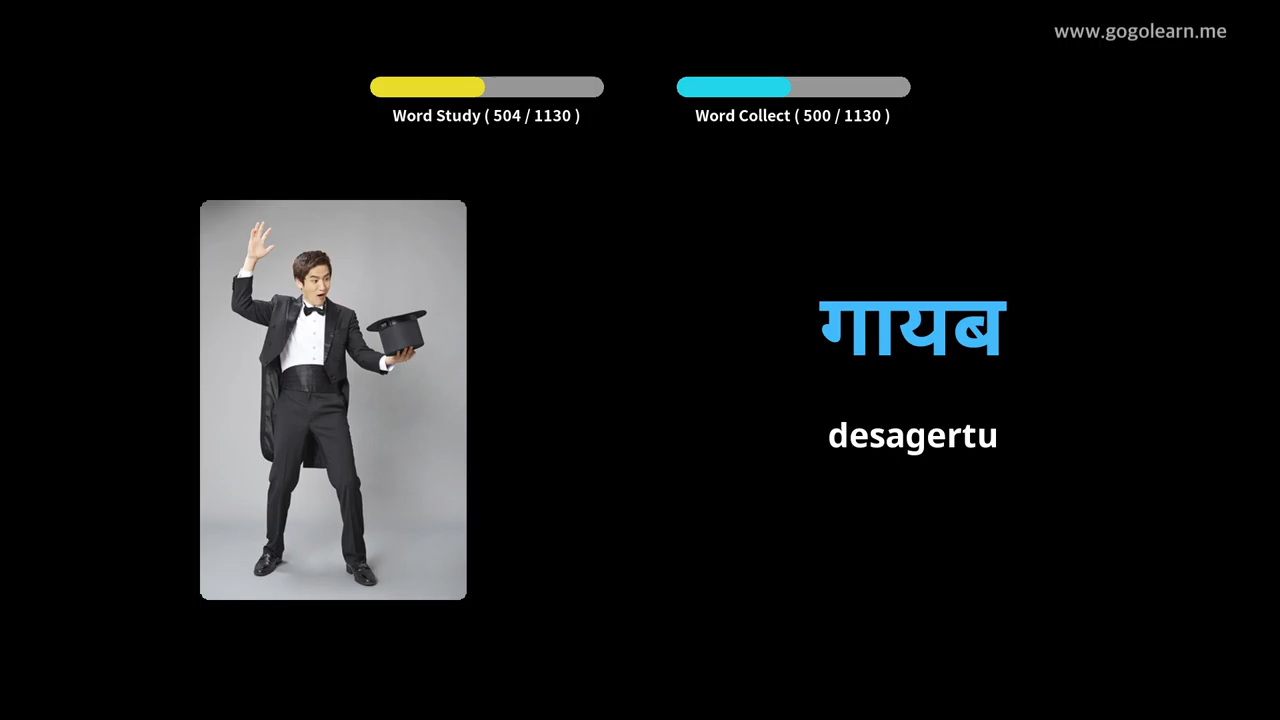 www.gogolearn.me
Word Study ( 504 / 1130 )
Word Collect ( 500 / 1130 )
गायब
desagertu